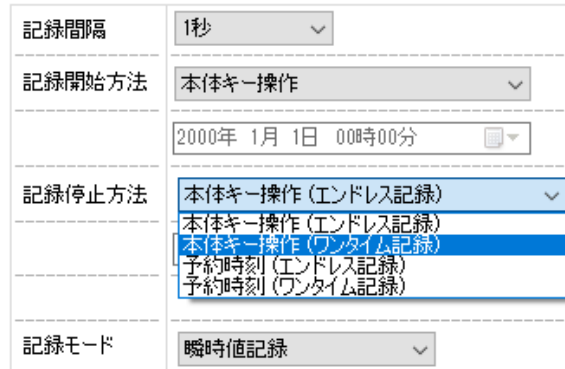 記録間隔 1秒
記録開始方法 本体キー操作
2000年 1月 1日 00時00分
記録停止方法 本体キー操作 (エンドレス記録)
本体キー操作 (エンドレス記録)
本体キー操作 (ワンタイム記録)
予約時刻 (エンドレス記録)
予約時刻 (ワンタイム記録)
記録モード 瞬時値記録